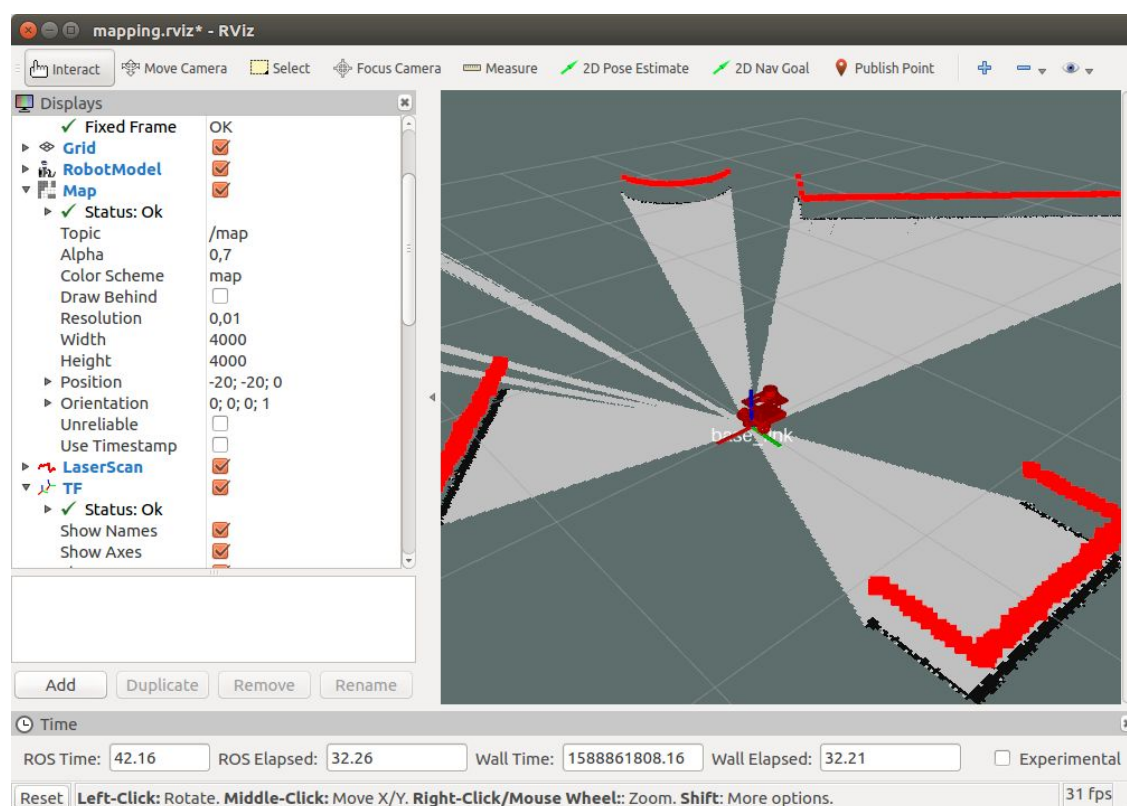 mapping.rviz* - RViz
Interact Move Camera Select Focus Camera Measure 2D Pose Estimate 2D Nav Goal Publish Point
Displays
Fixed Frame OK
Grid
RobotModel
Map
Status: Ok
Topic /map
Alpha 0,7
Color Scheme map
Draw Behind
Resolution 0,01
Width 4000
Height 4000
Position -20; -20; 0
Orientation 0; 0; 0; 1
Unreliable
Use Timestamp
LaserScan
TF
Status: Ok
Show Names
Show Axes
base_link
Add Duplicate Remove Rename
Time
ROS Time: 42.16 ROS Elapsed: 32.26 Wall Time: 1588861808.16 Wall Elapsed: 32.21 Experimental
Reset Left-Click: Rotate. Middle-Click: Move X/Y. Right-Click/Mouse Wheel:: Zoom. Shift: More options. 31 fps